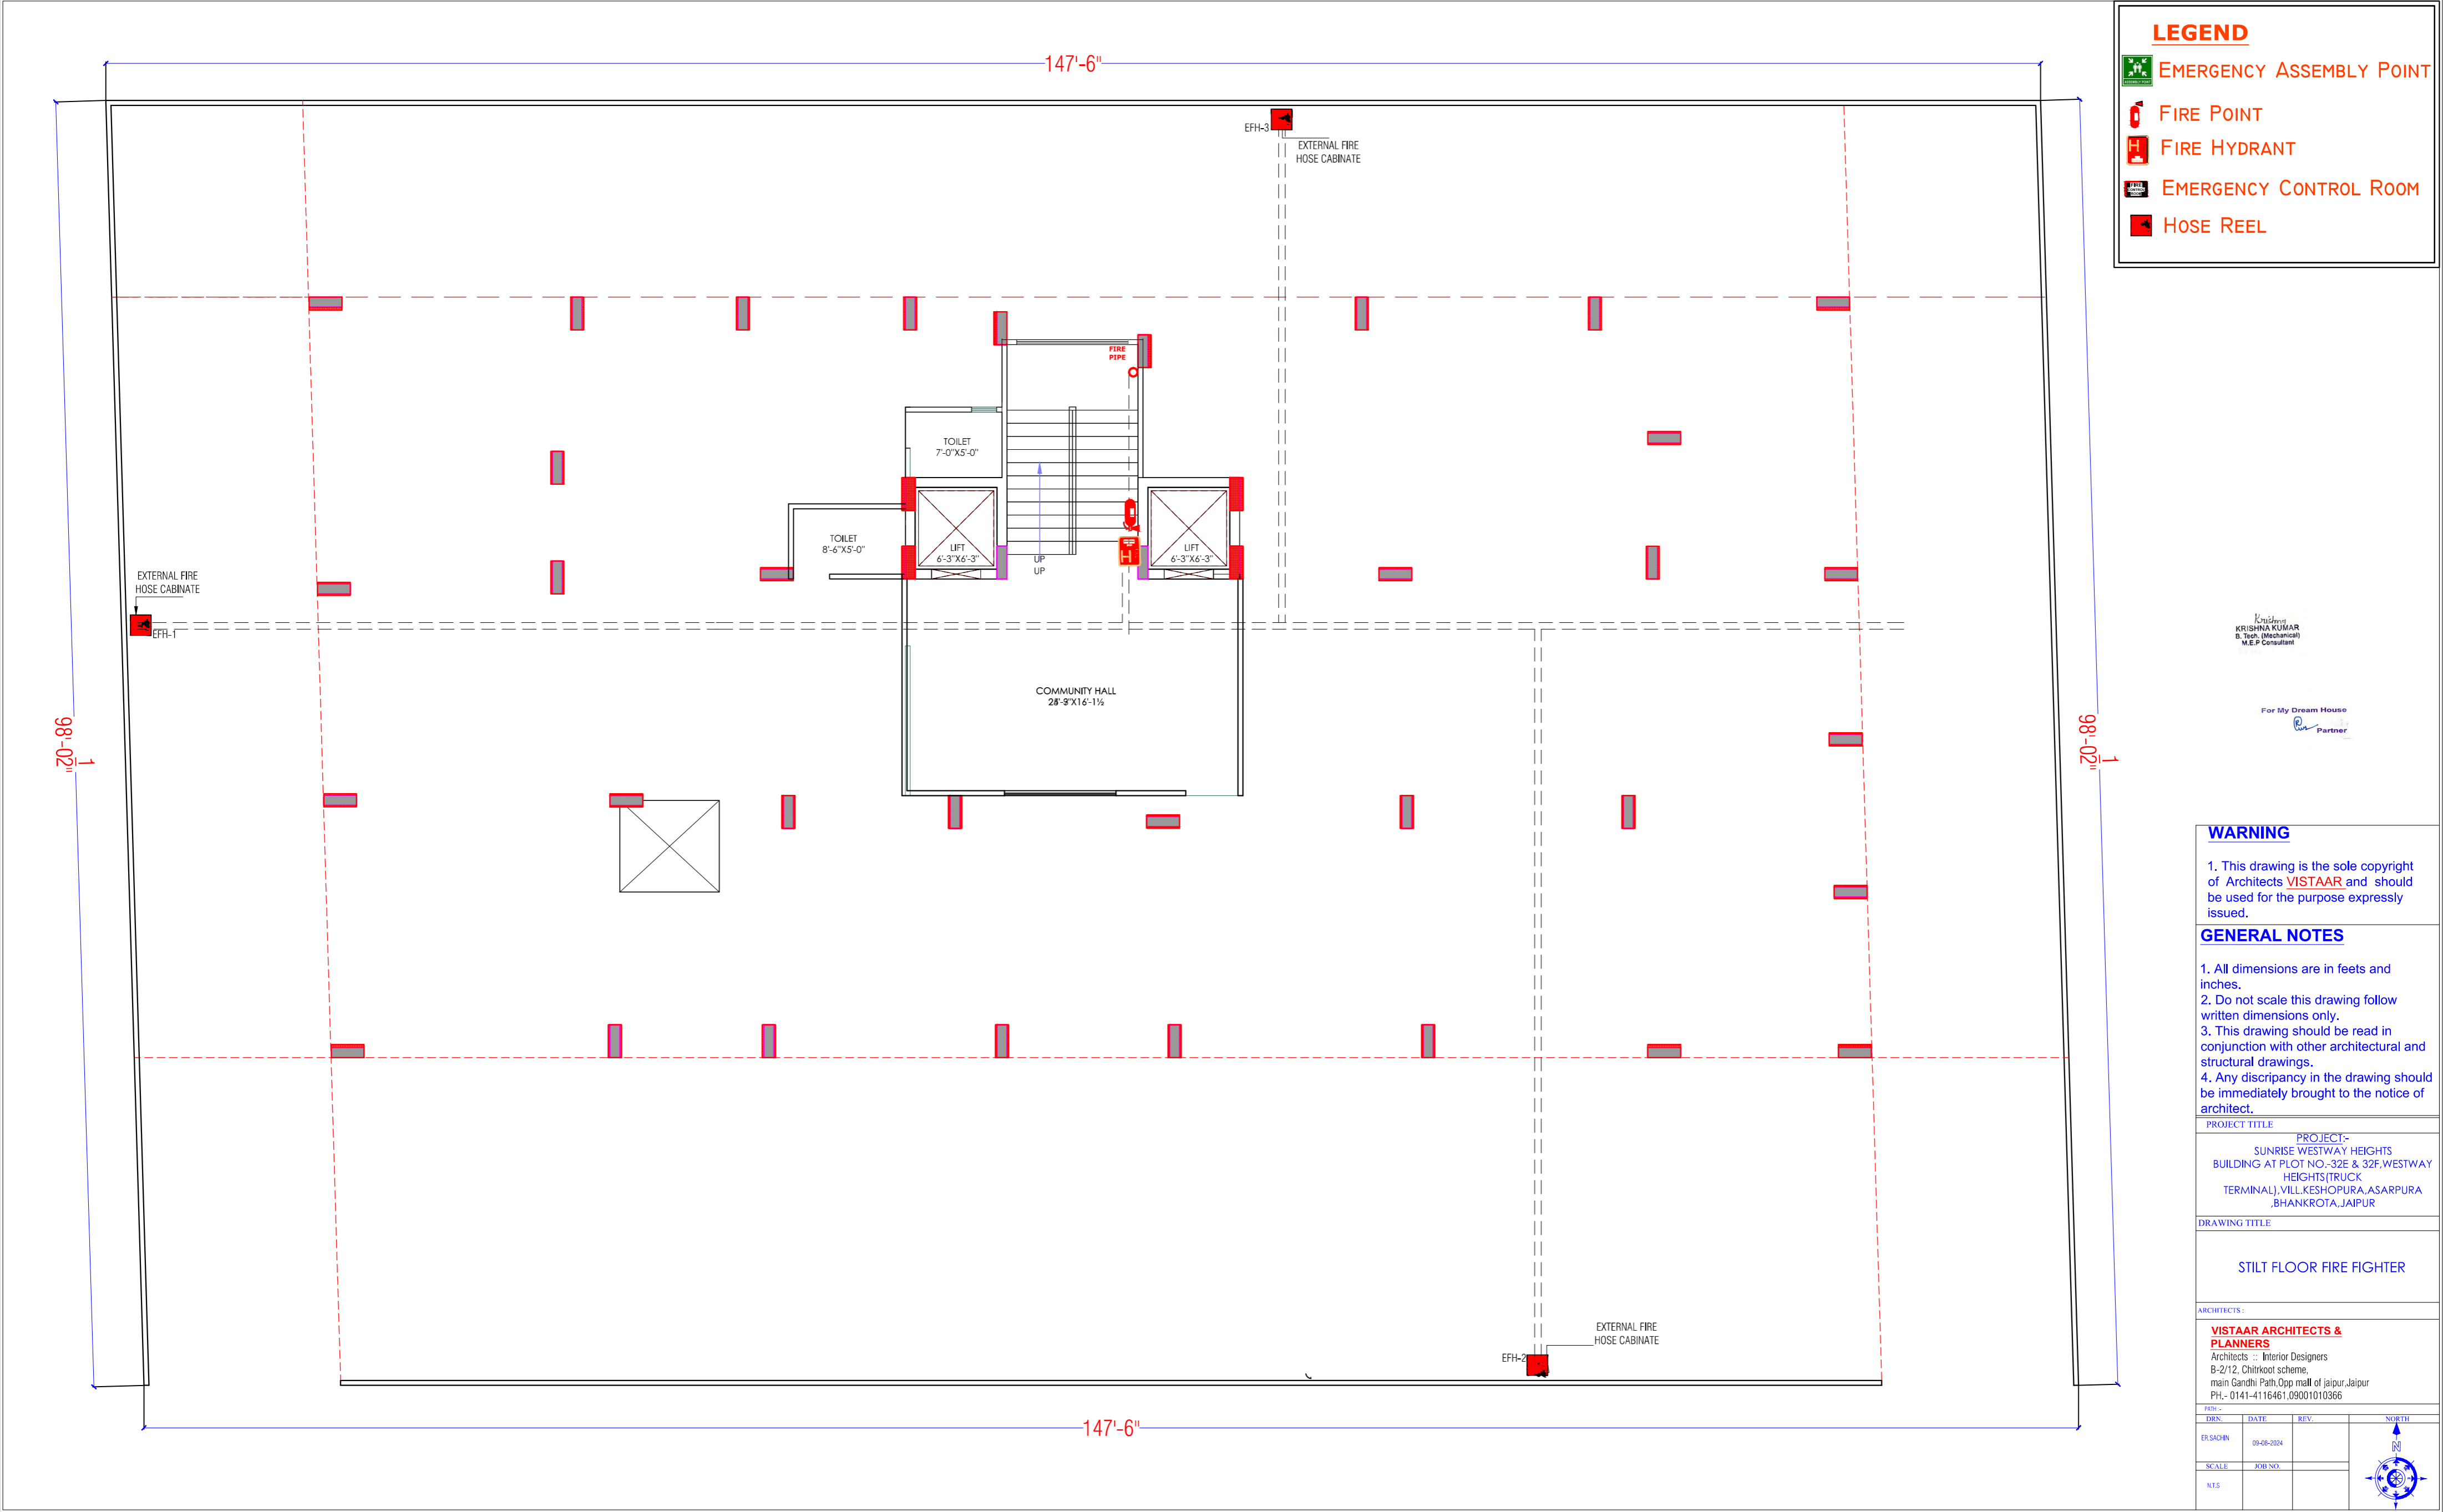 LEGEND
EMERGENCY ASSEMBLY POINT
FIRE POINT
FIRE HYDRANT
EMERGENCY CONTROL ROOM
HOSE REEL
147'-6"
EFH-3
EXTERNAL FIRE
HOSE CABINATE
FIRE
PIPE
TOILET
7'-0"X5'-0"
TOILET
8'-6"X5'-0"
LIFT
6'-3"X6'-3"
UP
UP
H
LIFT
6'-3"X6'-3"
EXTERNAL FIRE
HOSE CABINATE
EFH-1
COMMUNITY HALL
X16'-1½
98'-02 1"
98'-02 1"
EXTERNAL FIRE
HOSE CABINATE
EFH-2
147'-6"
Krishna
KRISHNA KUMAR
B. Tech. (Mechanical)
M.E.P Consultant
For My Dream House
Partner
WARNING
1. This drawing is the sole copyright
of Architects VISTAAR and should
be used for the purpose expressly
issued.
GENERAL NOTES
1. All dimensions are in feets and
inches.
2. Do not scale this drawing follow
written dimensions only.
3. This drawing should be read in
conjunction with other architectural and
structural drawings.
4. Any discripancy in the drawing should
be immediately brought to the notice of
architect.
PROJECT TITLE
PROJECT:-
SUNRISE WESTWAY HEIGHTS
BUILDING AT PLOT NO.-32E & 32F,WESTWAY
HEIGHTS(TRUCK
TERMINAL),VILL.KESHOPURA,ASARPURA
,BHANKROTA,JAIPUR
DRAWING TITLE
STILT FLOOR FIRE FIGHTER
ARCHITECTS :
VISTAAR ARCHITECTS &
PLANNERS
Architects :: Interior Designers
B-2/12, Chitrkoot scheme,
main Gandhi Path,Opp mall of jaipur,Jaipur
PH.- 0141-4116461,09001010366
PATH :-
DRN. DATE REV. NORTH
ER.SACHIN 09-08-2024
N
SCALE JOB NO.
N.T.S